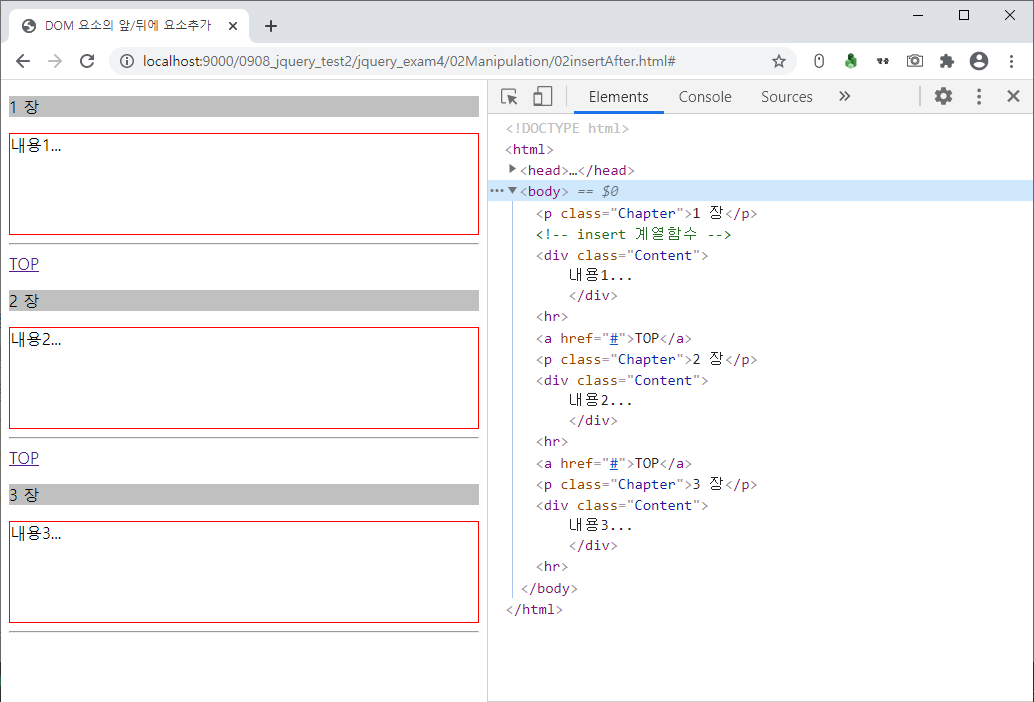 DOM 요소의 앞/뒤에 요소추가
localhost:9000/0908_jquery_test2/jquery_exam4/02Manipulation/02insertAfter.html#
1 장
내용1...
TOP
2 장
내용2...
TOP
3 장
내용3...
Elements Console Sources »
<!DOCTYPE html>
<html>
<head>…</head>
<body> == $0
<p class="Chapter">1 장</p>
<!-- insert 계열함수 -->
<div class="Content">
내용1...
</div>
<hr>
<a href="#">TOP</a>
<p class="Chapter">2 장</p>
<div class="Content">
내용2...
</div>
<hr>
<a href="#">TOP</a>
<p class="Chapter">3 장</p>
<div class="Content">
내용3...
</div>
<hr>
</body>
</html>